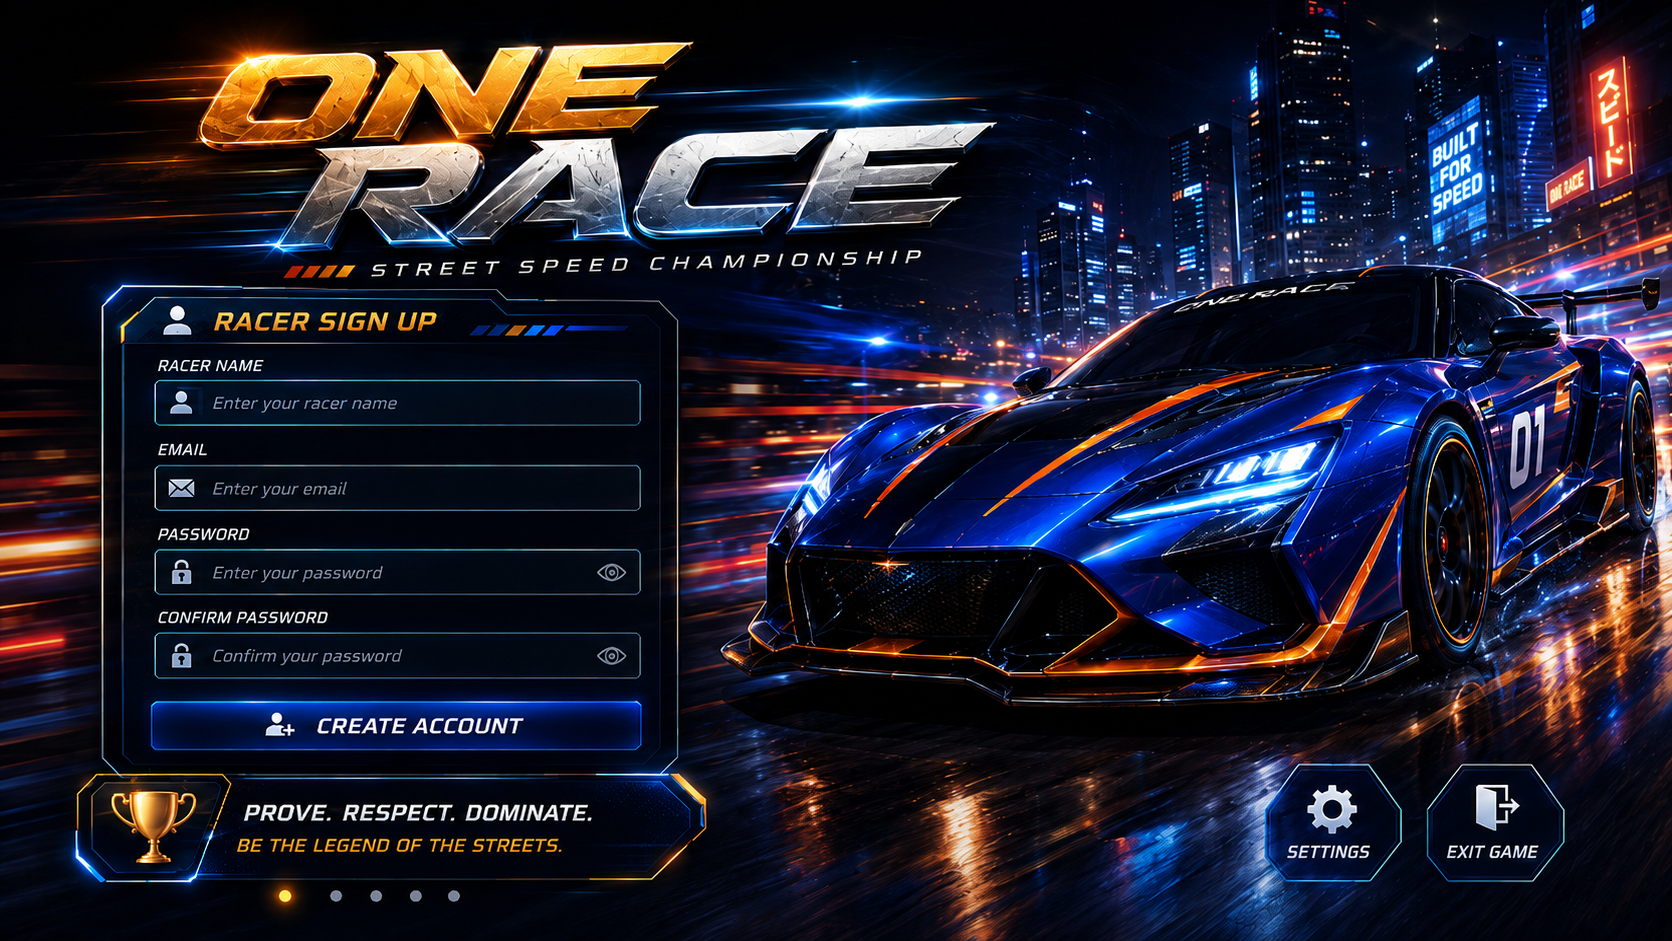 ONE
RACE
STREET SPEED CHAMPIONSHIP
RACER SIGN UP
RACER NAME
Enter your racer name
EMAIL
Enter your email
PASSWORD
Enter your password
CONFIRM PASSWORD
Confirm your password
CREATE ACCOUNT
PROVE. RESPECT. DOMINATE.
BE THE LEGEND OF THE STREETS.
BUILT
FOR
SPEED
ONE RACE
スピード
ONE RACE
01
SETTINGS
EXIT GAME